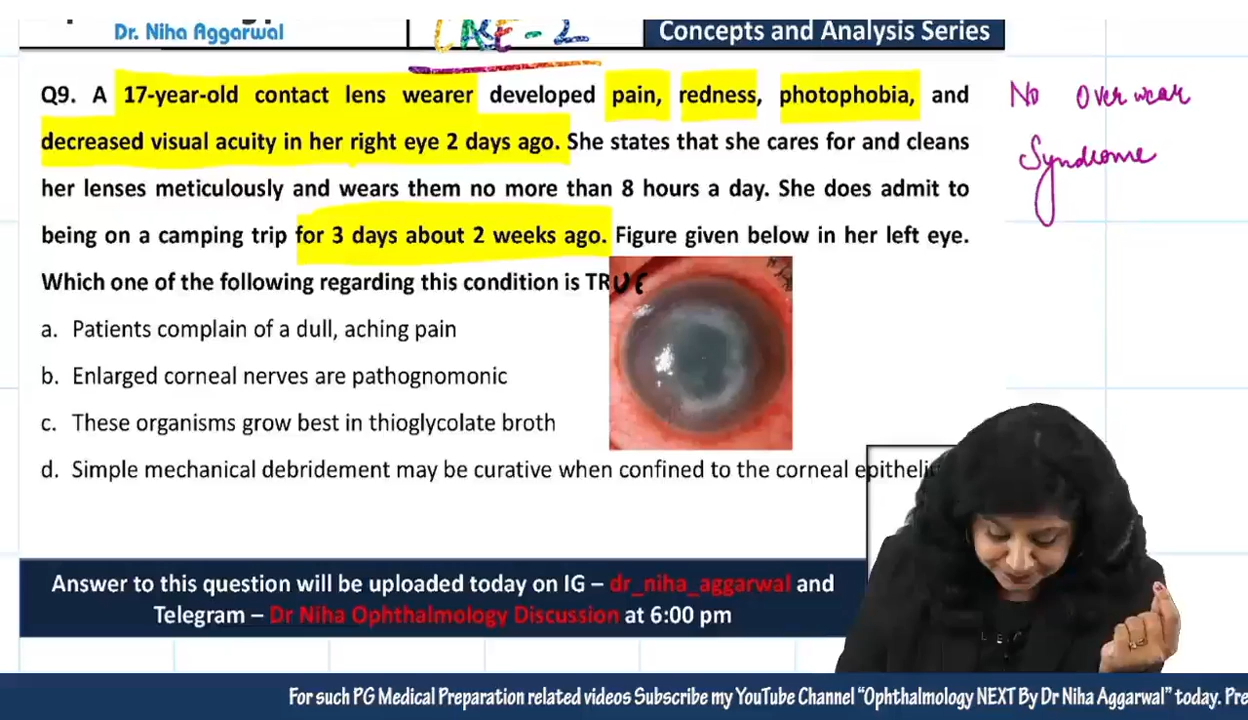 Dr. Niha Aggarwal
CASE - 2
Concepts and Analysis Series
Q9. A 17-year-old contact lens wearer developed pain, redness, photophobia, and
decreased visual acuity in her right eye 2 days ago. She states that she cares for and cleans
her lenses meticulously and wears them no more than 8 hours a day. She does admit to
being on a camping trip for 3 days about 2 weeks ago. Figure given below in her left eye.
Which one of the following regarding this condition is TRUE
a. Patients complain of a dull, aching pain
b. Enlarged corneal nerves are pathognomonic
c. These organisms grow best in thioglycolate broth
d. Simple mechanical debridement may be curative when confined to the corneal
No Overwear
Syndrome
Answer to this question will be uploaded today on IG – dr_niha_aggarwal and
Telegram – Dr Niha Ophthalmology Discussion at 6:00 pm
For such PG Medical Preparation related videos Subscribe my YouTube Channel “Ophthalmology NEXT By Dr Niha Aggarwal” today.